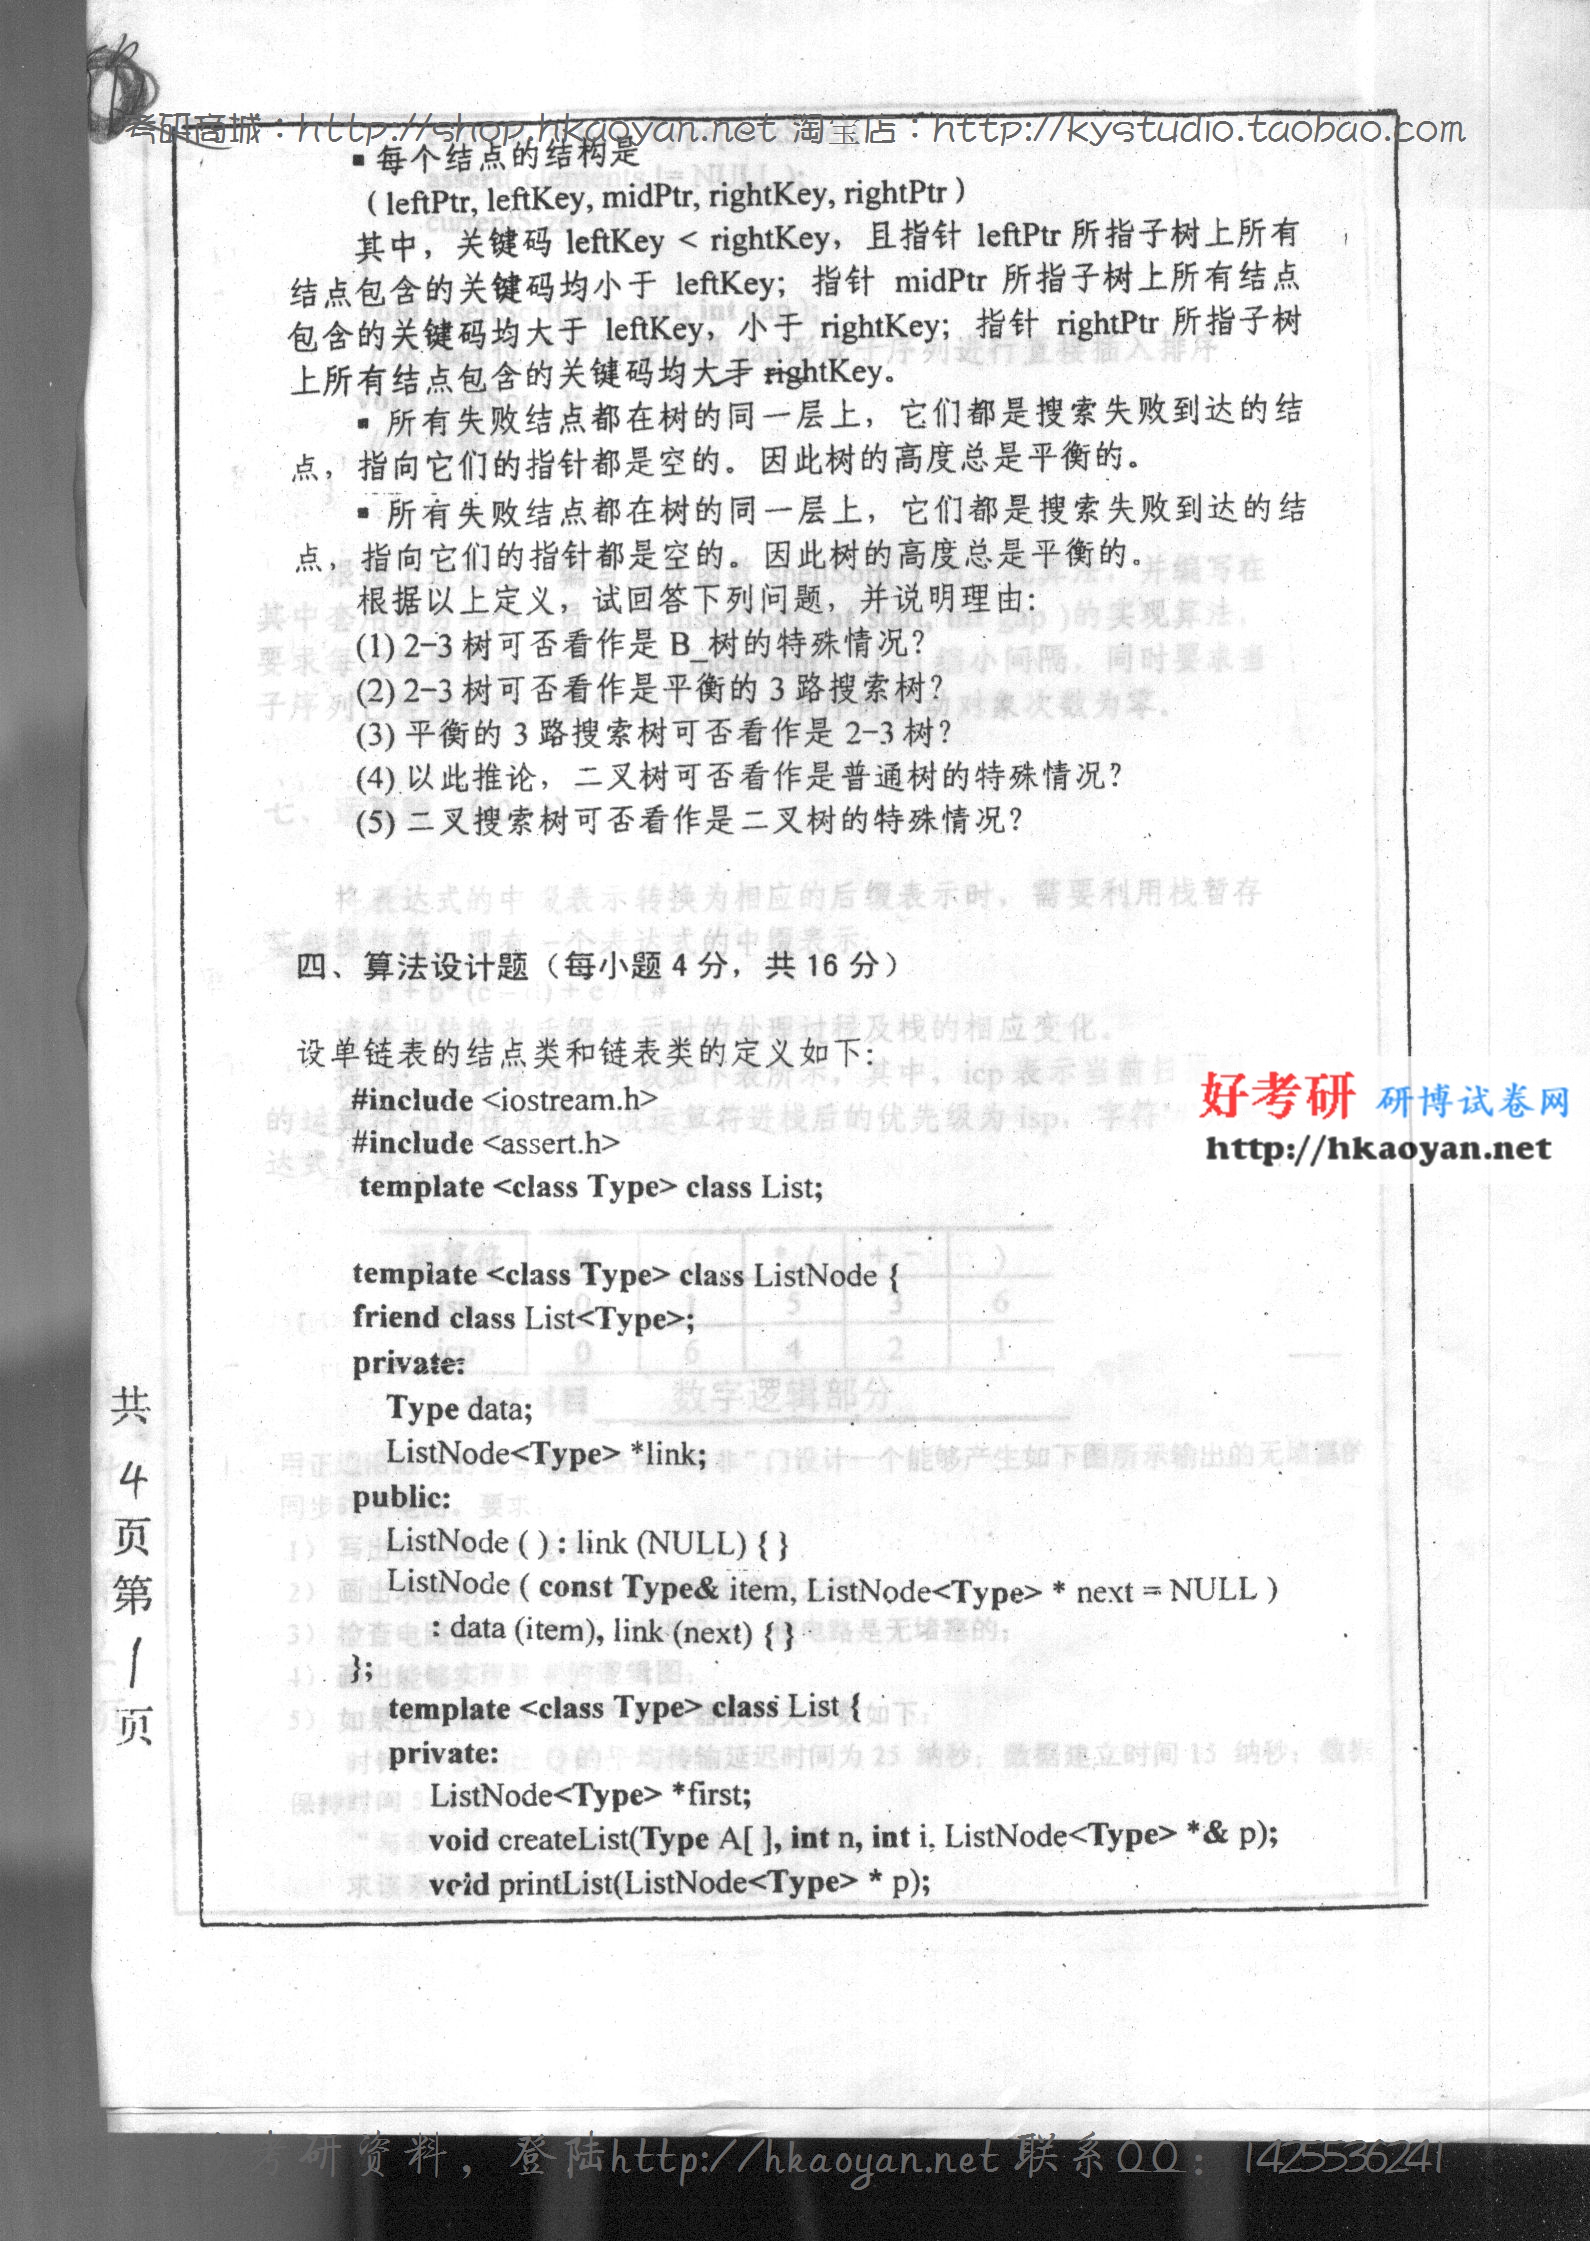 考研商城：http://shop.hkaoyan.net 淘宝店：http://kystudio.taobao.com
▪ 每个结点的结构是
( leftPtr, leftKey, midPtr, rightKey, rightPtr )
其中，关键码 leftKey < rightKey，且指针 leftPtr 所指子树上所有
结点包含的关键码均小于 leftKey；指针 midPtr 所指子树上所有结点
包含的关键码均大于 leftKey，小于 rightKey；指针 rightPtr 所指子树
上所有结点包含的关键码均大于 rightKey。
▪ 所有失败结点都在树的同一层上，它们都是搜索失败到达的结
点，指向它们的指针都是空的。因此树的高度总是平衡的。
▪ 所有失败结点都在树的同一层上，它们都是搜索失败到达的结
点，指向它们的指针都是空的。因此树的高度总是平衡的。
根据以上定义，试回答下列问题，并说明理由：
(1) 2-3 树可否看作是 B_树的特殊情况？
(2) 2-3 树可否看作是平衡的 3 路搜索树？
(3) 平衡的 3 路搜索树可否看作是 2-3 树？
(4) 以此推论，二叉树可否看作是普通树的特殊情况？
(5) 二叉搜索树可否看作是二叉树的特殊情况？
四、算法设计题（每小题 4 分，共 16 分）
设单链表的结点类和链表类的定义如下：
#include <iostream.h>
#include <assert.h>
template <class Type> class List;
template <class Type> class ListNode {
friend class List<Type>;
private:
Type data;
ListNode<Type> *link;
public:
ListNode ( ) : link (NULL) { }
ListNode ( const Type& item, ListNode<Type> * next = NULL )
: data (item), link (next) { }
};
template <class Type> class List {
private:
ListNode<Type> *first;
void createList(Type A[ ], int n, int i, ListNode<Type> *& p);
void printList(ListNode<Type> * p);
好考研 研博试卷网
http://hkaoyan.net
共
4
页
第
1
页
考研资料，登陆http://hkaoyan.net 联系QQ：1425536241